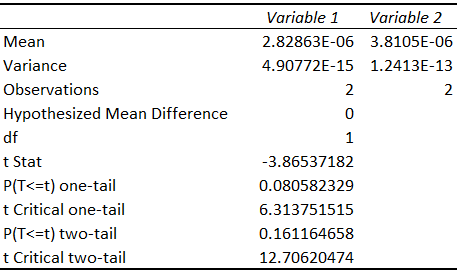 Variable 1 Variable 2
Mean 2.82863E-06 3.8105E-06
Variance 4.90772E-15 1.2413E-13
Observations 2 2
Hypothesized Mean Difference 0
df 1
t Stat -3.86537182
P(T<=t) one-tail 0.080582329
t Critical one-tail 6.313751515
P(T<=t) two-tail 0.161164658
t Critical two-tail 12.70620474